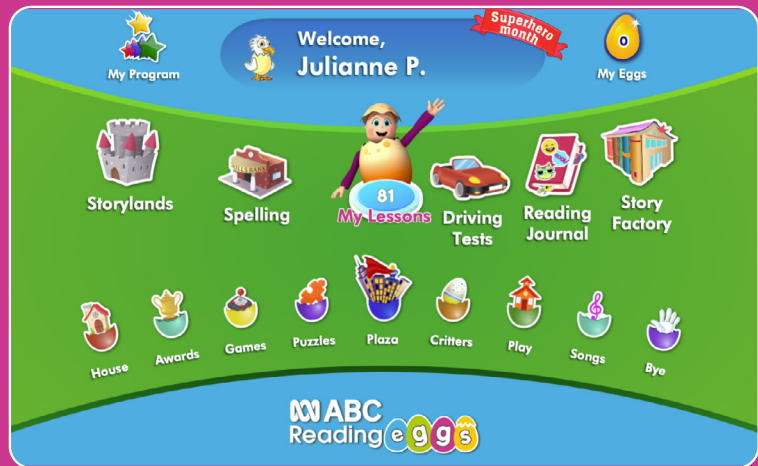 My Program
Welcome,
Julianne P.
Superhero
month
0
My Eggs
Storylands
Spelling
81
My Lessons
Driving
Tests
Reading
Journal
Story
Factory
House
Awards
Games
Puzzles
Plaza
Critters
Play
Songs
Bye
ABC
Reading eggs